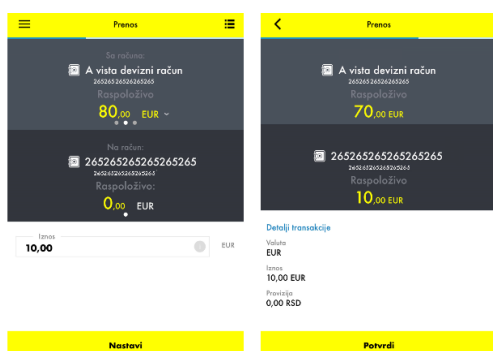 Prenos
Sa računa:
A vista devizni račun
265265265265265265
Raspoloživo
80,00 EUR
Na račun:
265265265265265265
265265265265265265
Raspoloživo:
0,00 EUR
Iznos
10,00
EUR
Nastavi
Prenos
A vista devizni račun
265265265265265265
Raspoloživo
70,00 EUR
265265265265265265
265265265265265265
Raspoloživo
10,00 EUR
Detalji transakcije
Valuta
EUR
Iznos
10,00 EUR
Provizija
0,00 RSD
Potvrdi